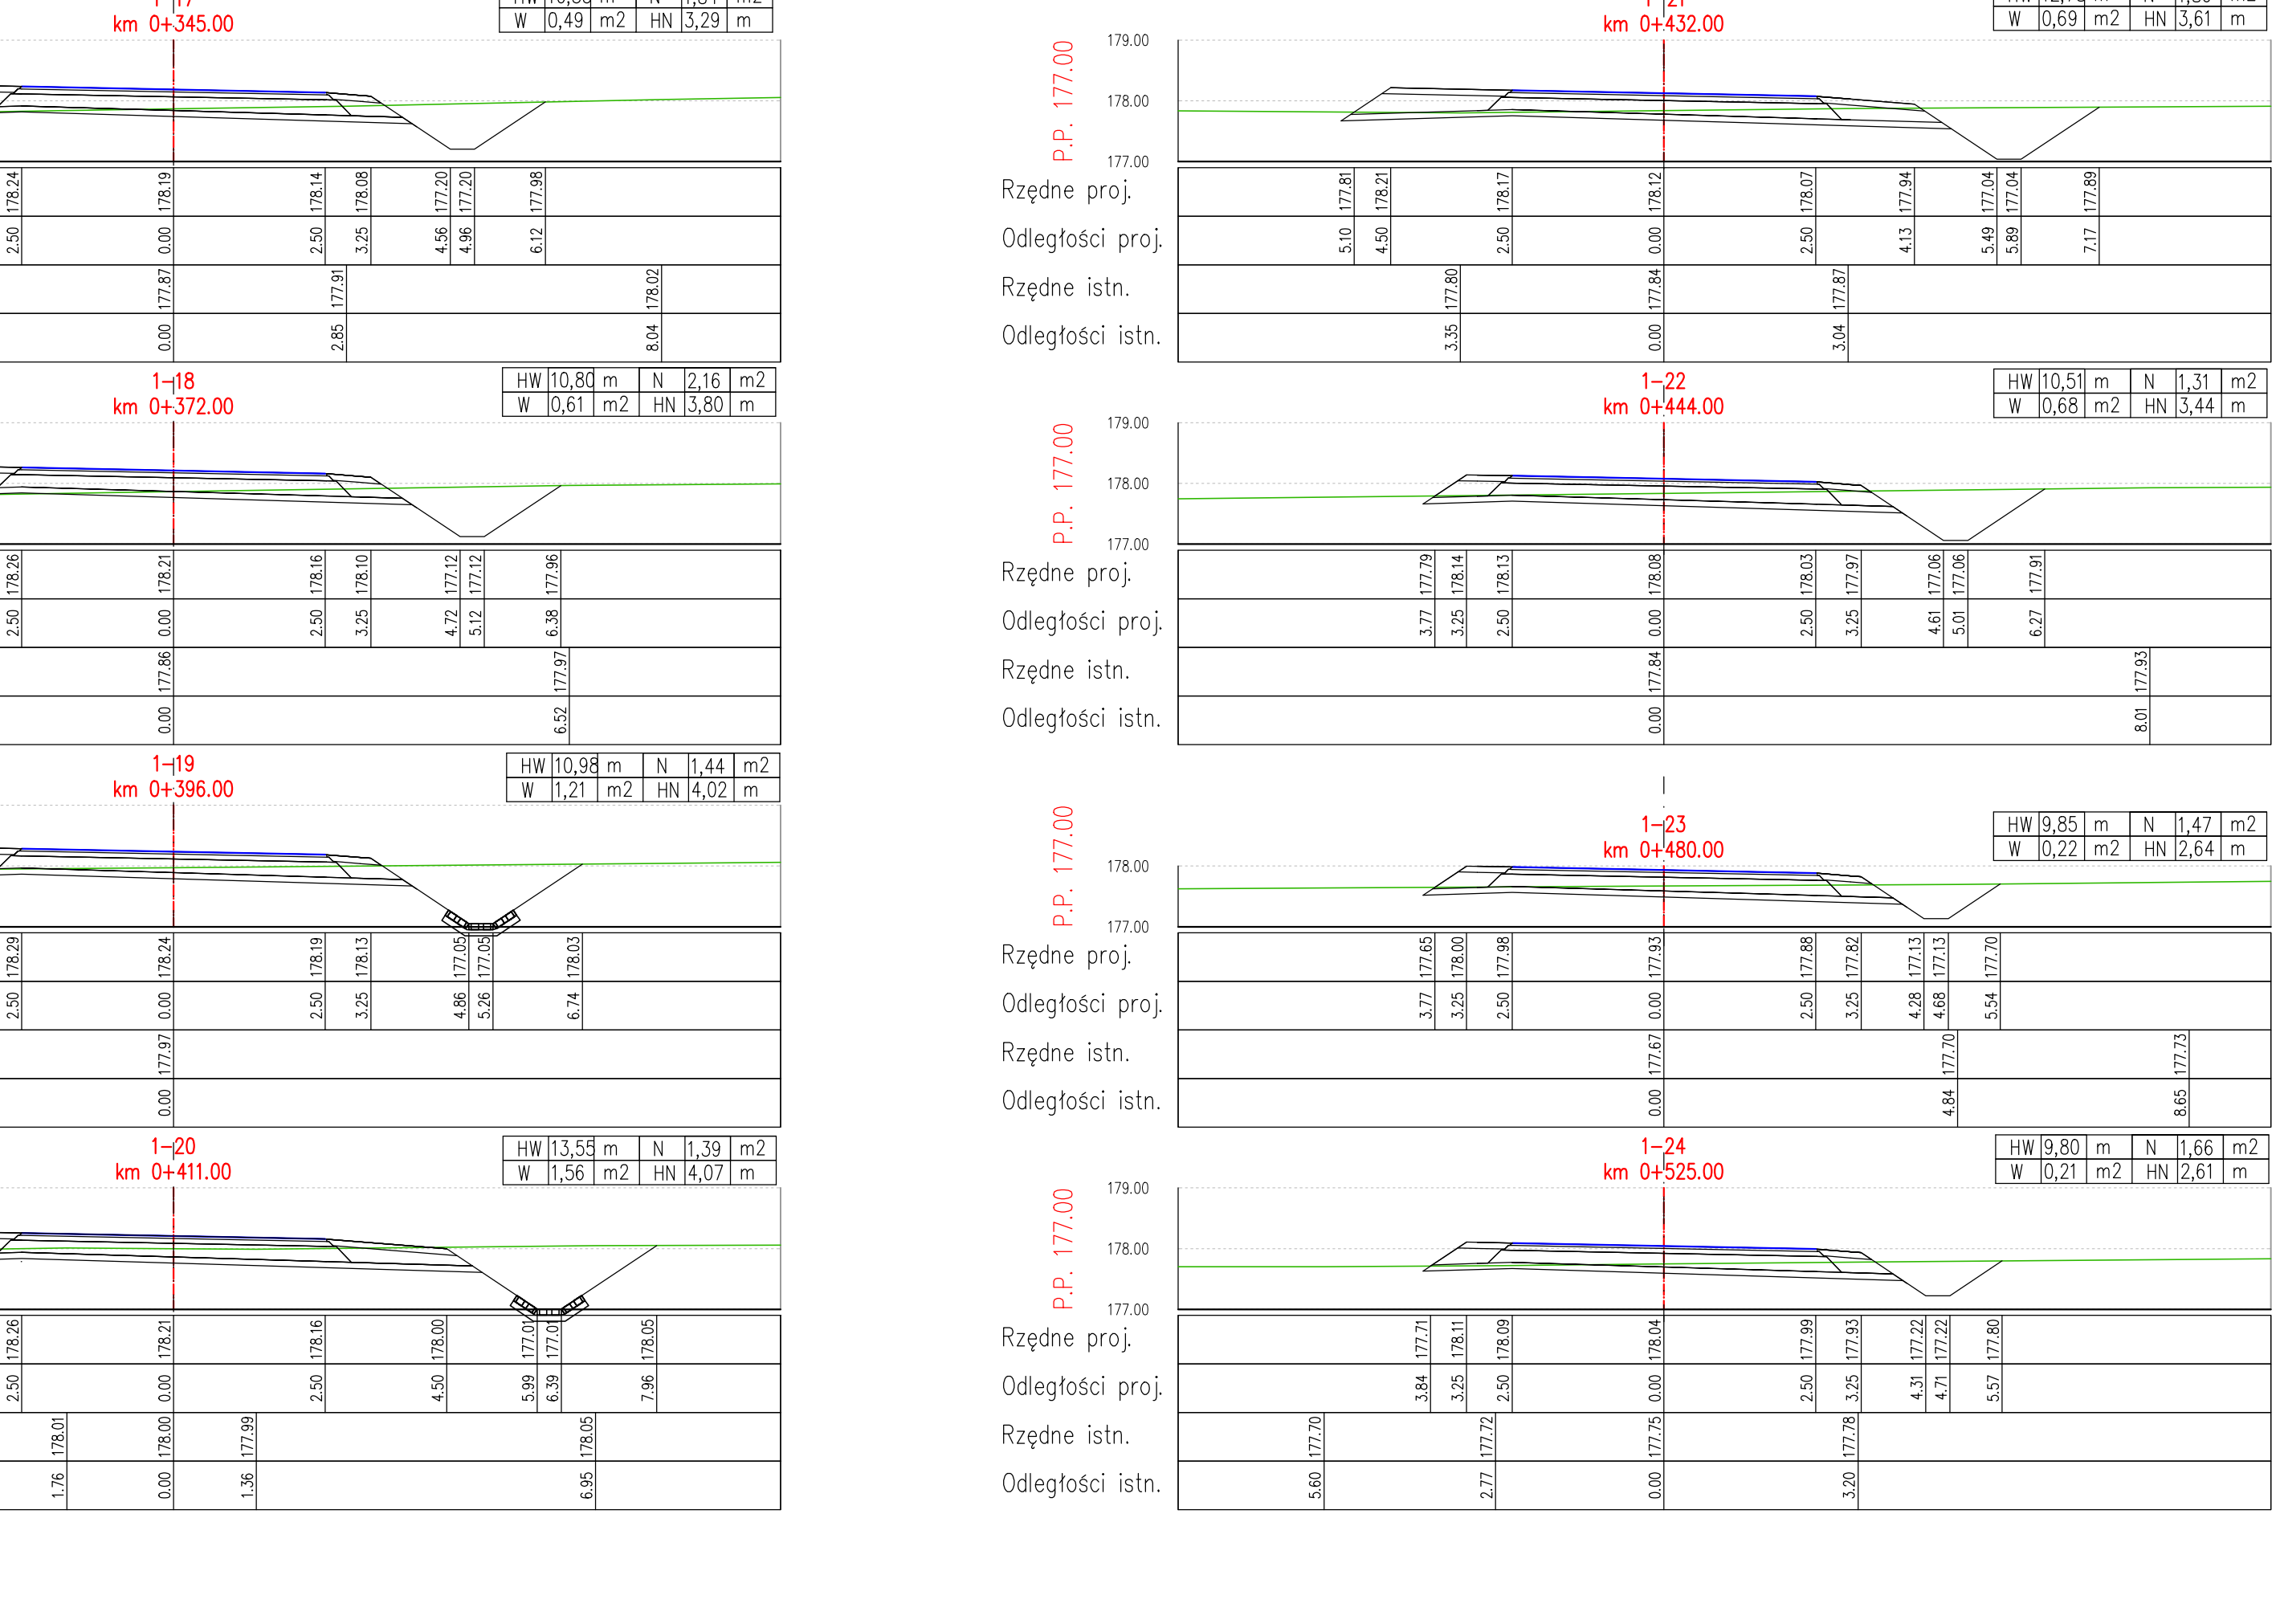 1-17
km 0+345.00
W 0,49 m2 HN 3,29 m
178.24 178.19 178.14 178.08 177.20 177.20 177.98
2.50 0.00 2.50 3.25 4.56 4.96 6.12
177.87 177.91 178.02
0.00 2.85 8.04
1-18
km 0+372.00
HW 10,80 m N 2,16 m2
W 0,61 m2 HN 3,80 m
178.26 178.21 178.16 178.10 177.12 177.12 177.96
2.50 0.00 2.50 3.25 4.72 5.12 6.38
177.86 177.97
0.00 6.52
1-19
km 0+396.00
HW 10,98 m N 1,44 m2
W 1,21 m2 HN 4,02 m
178.29 178.24 178.19 178.13 177.05 177.05 178.03
2.50 0.00 2.50 3.25 4.86 5.26 6.74
177.97
0.00
1-20
km 0+411.00
HW 13,55 m N 1,39 m2
W 1,56 m2 HN 4,07 m
178.26 178.21 178.16 178.00 177.01 177.01 178.05
2.50 0.00 2.50 4.50 5.99 6.39 7.96
178.01 178.00 177.99 178.05
1.76 0.00 1.36 6.95
1-21
km 0+432.00
W 0,69 m2 HN 3,61 m
P.P. 177.00
179.00
178.00
177.00
Rzędne proj. 177.81 178.21 178.17 178.12 178.07 177.94 177.04 177.04 177.89
Odległości proj. 5.10 4.50 2.50 0.00 2.50 4.13 5.49 5.89 7.17
Rzędne istn. 177.80 177.84 177.87
Odległości istn. 3.35 0.00 3.04
1-22
km 0+444.00
HW 10,51 m N 1,31 m2
W 0,68 m2 HN 3,44 m
P.P. 177.00
179.00
178.00
177.00
Rzędne proj. 177.79 178.14 178.13 178.08 178.03 177.97 177.06 177.06 177.91
Odległości proj. 3.77 3.25 2.50 0.00 2.50 3.25 4.61 5.01 6.27
Rzędne istn. 177.84 177.93
Odległości istn. 0.00 8.01
1-23
km 0+480.00
HW 9,85 m N 1,47 m2
W 0,22 m2 HN 2,64 m
P.P. 177.00
178.00
177.00
Rzędne proj. 177.65 178.00 177.98 177.93 177.88 177.82 177.13 177.13 177.70
Odległości proj. 3.77 3.25 2.50 0.00 2.50 3.25 4.28 4.68 5.54
Rzędne istn. 177.67 177.70 177.73
Odległości istn. 0.00 4.84 8.65
1-24
km 0+525.00
HW 9,80 m N 1,66 m2
W 0,21 m2 HN 2,61 m
P.P. 177.00
179.00
178.00
177.00
Rzędne proj. 177.71 178.11 178.09 178.04 177.99 177.93 177.22 177.22 177.80
Odległości proj. 3.84 3.25 2.50 0.00 2.50 3.25 4.31 4.71 5.57
Rzędne istn. 177.70 177.72 177.75 177.78
Odległości istn. 5.60 2.77 0.00 3.20